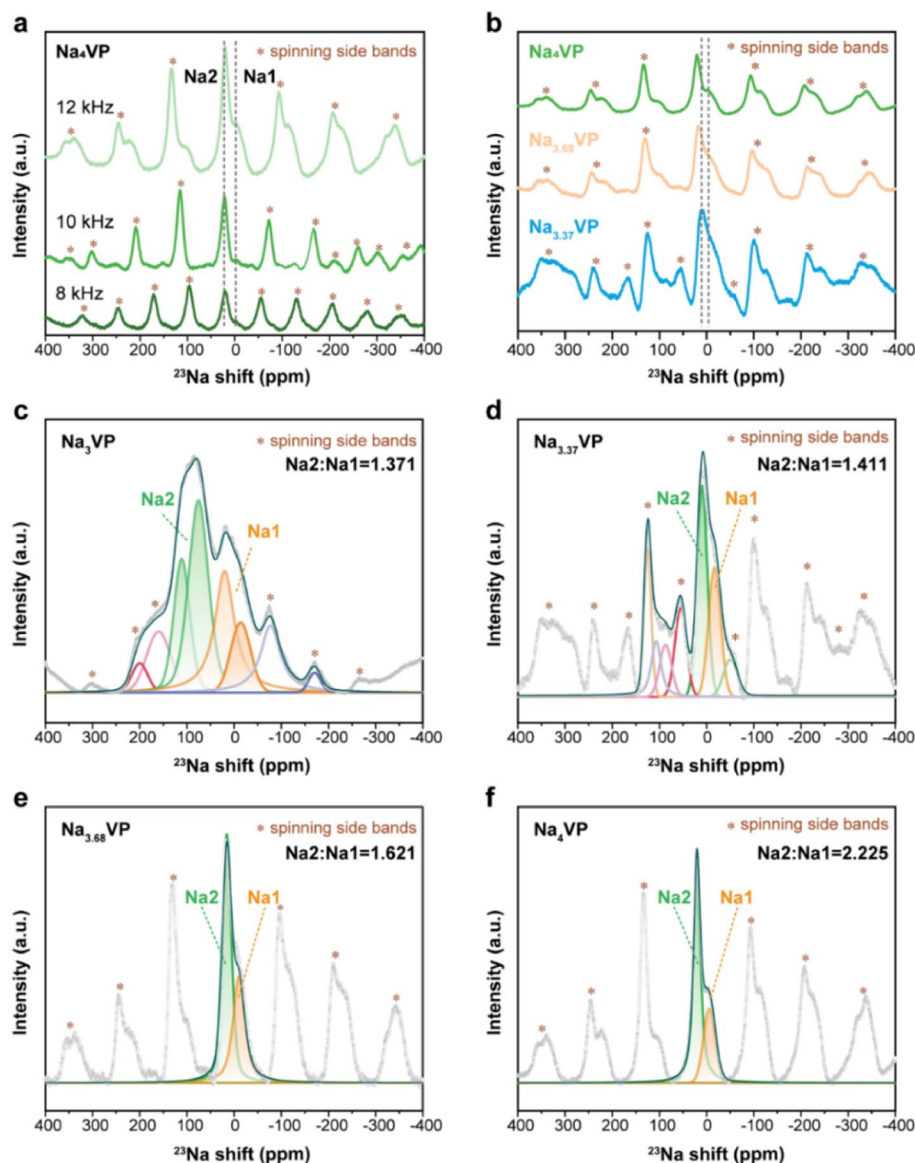 a
Na₄VP
* spinning side bands
Na2 Na1
12 kHz
10 kHz
8 kHz
Intensity (a.u.)
400 300 200 100 0 -100 -200 -300 -400
²³Na shift (ppm)
b
Na₄VP
* spinning side bands
Na₃.₆₈VP
Na₃.₃₇VP
Intensity (a.u.)
400 300 200 100 0 -100 -200 -300 -400
²³Na shift (ppm)
c
Na₃VP
* spinning side bands
Na2:Na1=1.371
Na2
Na1
Intensity (a.u.)
400 300 200 100 0 -100 -200 -300 -400
²³Na shift (ppm)
d
Na₃.₃₇VP
* spinning side bands
Na2:Na1=1.411
Na2
Na1
Intensity (a.u.)
400 300 200 100 0 -100 -200 -300 -400
²³Na shift (ppm)
e
Na₃.₆₈VP
* spinning side bands
Na2:Na1=1.621
Na2
Na1
Intensity (a.u.)
400 300 200 100 0 -100 -200 -300 -400
²³Na shift (ppm)
f
Na₄VP
* spinning side bands
Na2:Na1=2.225
Na2
Na1
Intensity (a.u.)
400 300 200 100 0 -100 -200 -300 -400
²³Na shift (ppm)